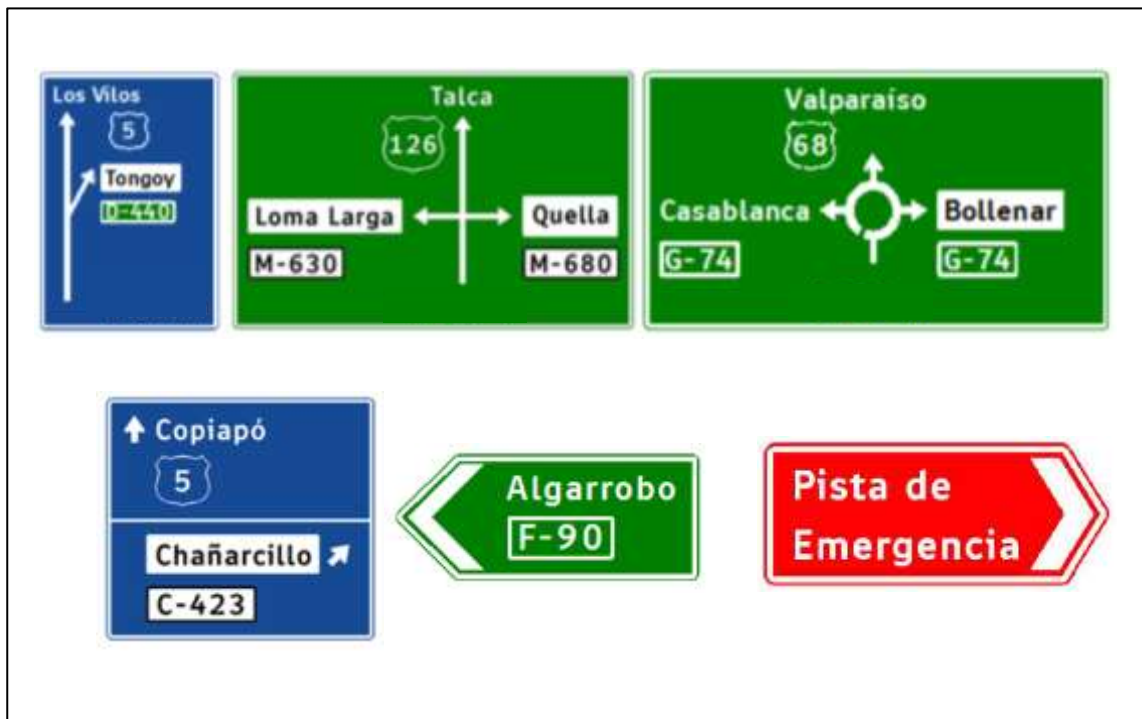 Los Vilos
5
Tongoy
D-440
Talca
126
Loma Larga
Quella
M-630
M-680
Valparaíso
68
Casablanca
Bollenar
G-74
G-74
Copiapó
5
Chañarcillo
C-423
Algarrobo
F-90
Pista de
Emergencia